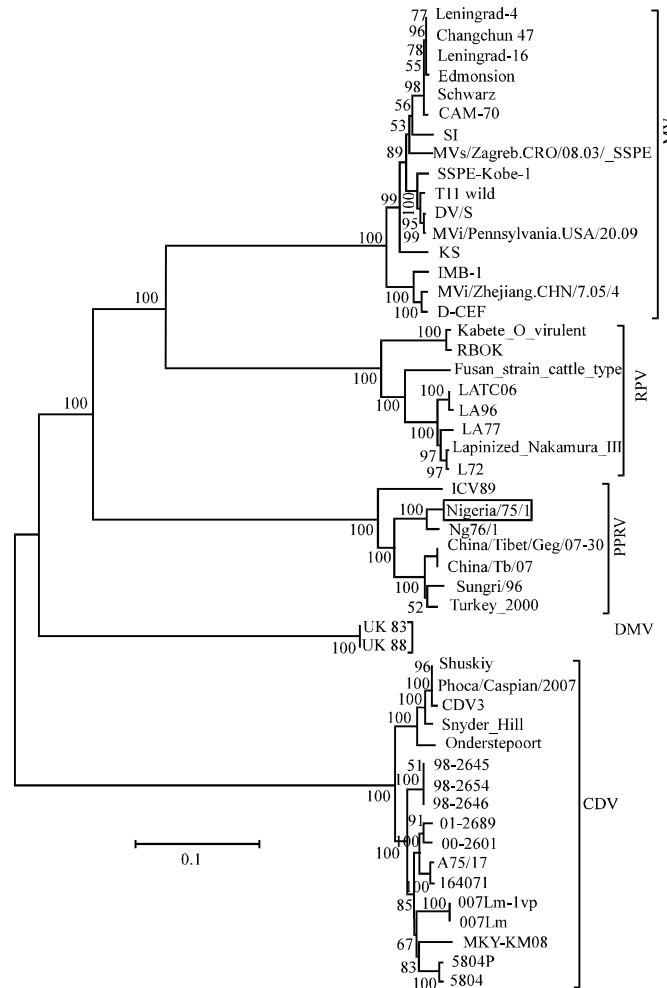 77
Leningrad-4
96
Changchun 47
78
Leningrad-16
55
Edmonsion
98
Schwarz
56
CAM-70
53
SI
89
MVs/Zagreb.CRO/08.03/_SSPE
SSPE-Kobe-1
99
100
T11 wild
DV/S
95
99
MVi/Pennsylvania.USA/20.09
100
KS
IMB-1
100
MVi/Zhejiang.CHN/7.05/4
100
D-CEF
MV
100
100
Kabete_O_virulent
RBOK
100
Fusan_strain_cattle_type
100
100
LATC06
LA96
100
LA77
97
Lapinized_Nakamura_III
97
L72
RPV
100
ICV89
100
100
Nigeria/75/1
Ng76/1
100
China/Tibet/Geg/07-30
China/Tb/07
100
Sungri/96
52
Turkey_2000
PPRV
UK 83
100
UK 88
DMV
96
Shuskiy
100
Phoca/Caspian/2007
100
CDV3
100
Snyder_Hill
Onderstepoort
51
98-2645
100
98-2654
100
98-2646
91
01-2689
100
100
00-2601
A75/17
100
164071
85
100
007Lm-1vp
007Lm
67
MKY-KM08
83
5804P
100
5804
CDV
0.1